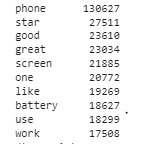 phone 130627
star 27511
good 23610
great 23034
screen 21885
one 20772
like 19269
battery 18627
use 18299
work 17508